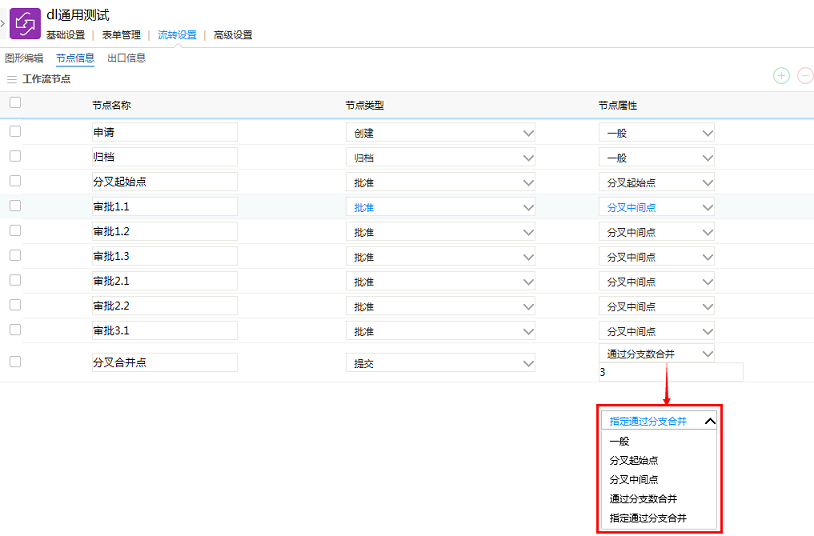 dl通用测试
基础设置 | 表单管理 | 流转设置 | 高级设置
图形编辑 节点信息 出口信息
工作流节点
节点名称 节点类型 节点属性
申请 创建 一般
归档 归档 一般
分叉起始点 批准 分叉起始点
审批1.1 批准 分叉中间点
审批1.2 批准 分叉中间点
审批1.3 批准 分叉中间点
审批2.1 批准 分叉中间点
审批2.2 批准 分叉中间点
审批3.1 批准 分叉中间点
分叉合并点 提交 通过分支数合并
3
指定通过分支合并
一般
分叉起始点
分叉中间点
通过分支数合并
指定通过分支合并